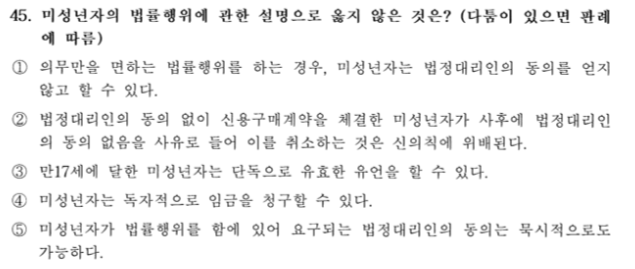 45. 미성년자의 법률행위에 관한 설명으로 옳지 않은 것은? (다툼이 있으면 판례
에 따름)
① 의무만을 면하는 법률행위를 하는 경우, 미성년자는 법정대리인의 동의를 얻지
않고 할 수 있다.
② 법정대리인의 동의 없이 신용구매계약을 체결한 미성년자가 사후에 법정대리인
의 동의 없음을 사유로 들어 이를 취소하는 것은 신의칙에 위배된다.
③ 만17세에 달한 미성년자는 단독으로 유효한 유언을 할 수 있다.
④ 미성년자는 독자적으로 임금을 청구할 수 있다.
⑤ 미성년자가 법률행위를 함에 있어 요구되는 법정대리인의 동의는 묵시적으로도
가능하다.